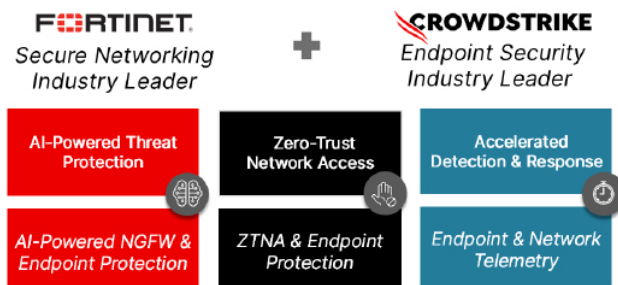 FORTINET
Secure Networking
Industry Leader
CROWDSTRIKE
Endpoint Security
Industry Leader
AI-Powered Threat
Protection
Zero-Trust
Network Access
Accelerated
Detection & Response
AI-Powered NGFW &
Endpoint Protection
ZTNA & Endpoint
Protection
Endpoint & Network
Telemetry